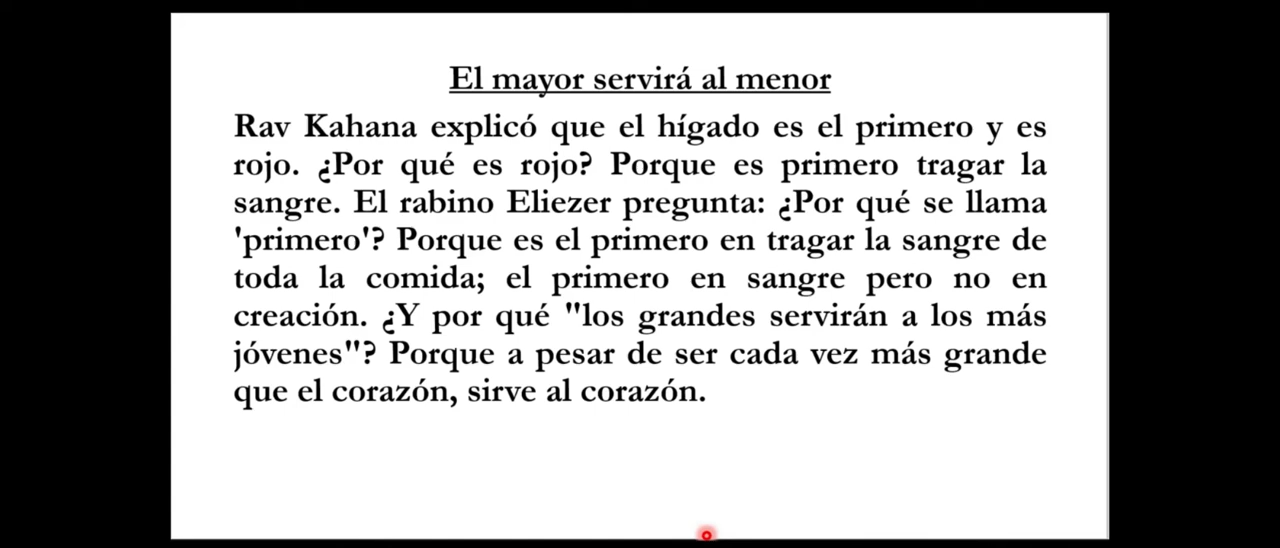 El mayor servirá al menor
Rav Kahana explicó que el hígado es el primero y es
rojo. ¿Por qué es rojo? Porque es primero tragar la
sangre. El rabino Eliezer pregunta: ¿Por qué se llama
'primero'? Porque es el primero en tragar la sangre de
toda la comida; el primero en sangre pero no en
creación. ¿Y por qué "los grandes servirán a los más
jóvenes"? Porque a pesar de ser cada vez más grande
que el corazón, sirve al corazón.